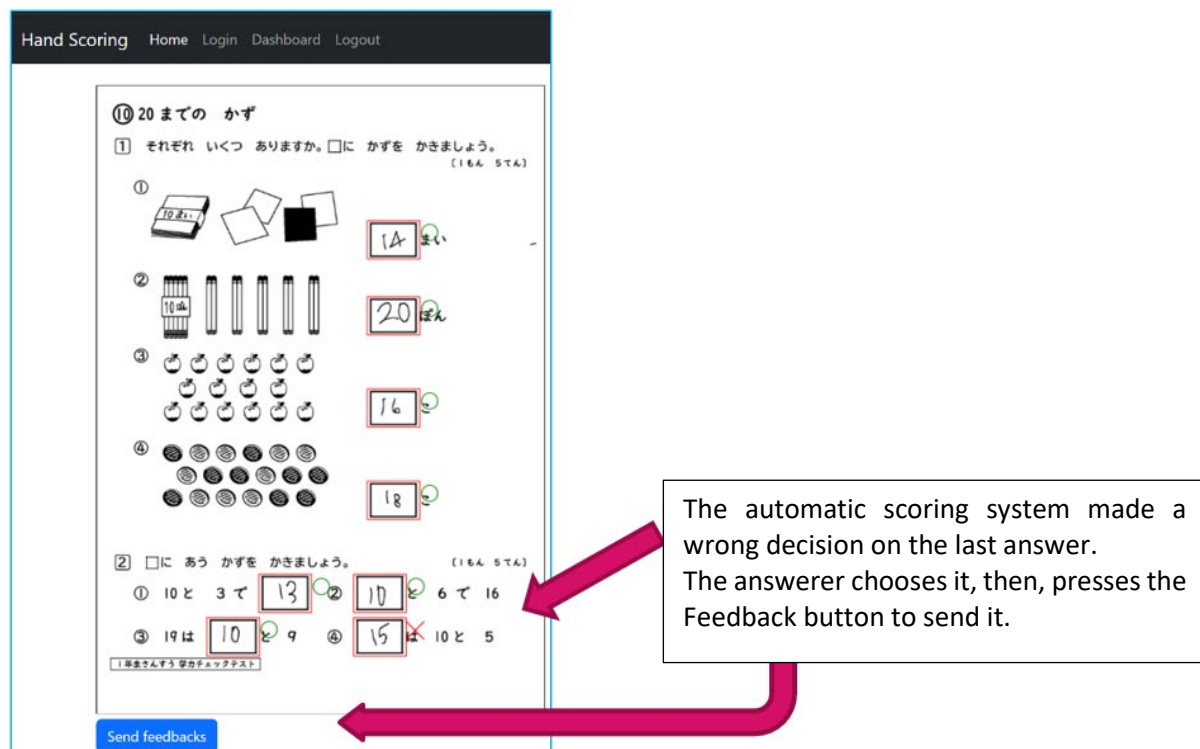 Hand Scoring Home Login Dashboard Logout
⑩ 20 までの かず
1 それぞれ いくつ ありますか。□に かずを かきましょう。
〔1もん 5てん〕
①
10まい
14 まい
②
10ぽん
20 ぽん
③
16 こ
④
18 こ
2 □に あう かずを かきましょう。 〔1もん 5てん〕
① 10と 3で 13 ② 10 と 6で 16
③ 19は 10 と 9 ④ 15 は 10と 5
1年生さんすう 学力チェックテスト
Send feedbacks
The automatic scoring system made a
wrong decision on the last answer.
The answerer chooses it, then, presses the
Feedback button to send it.